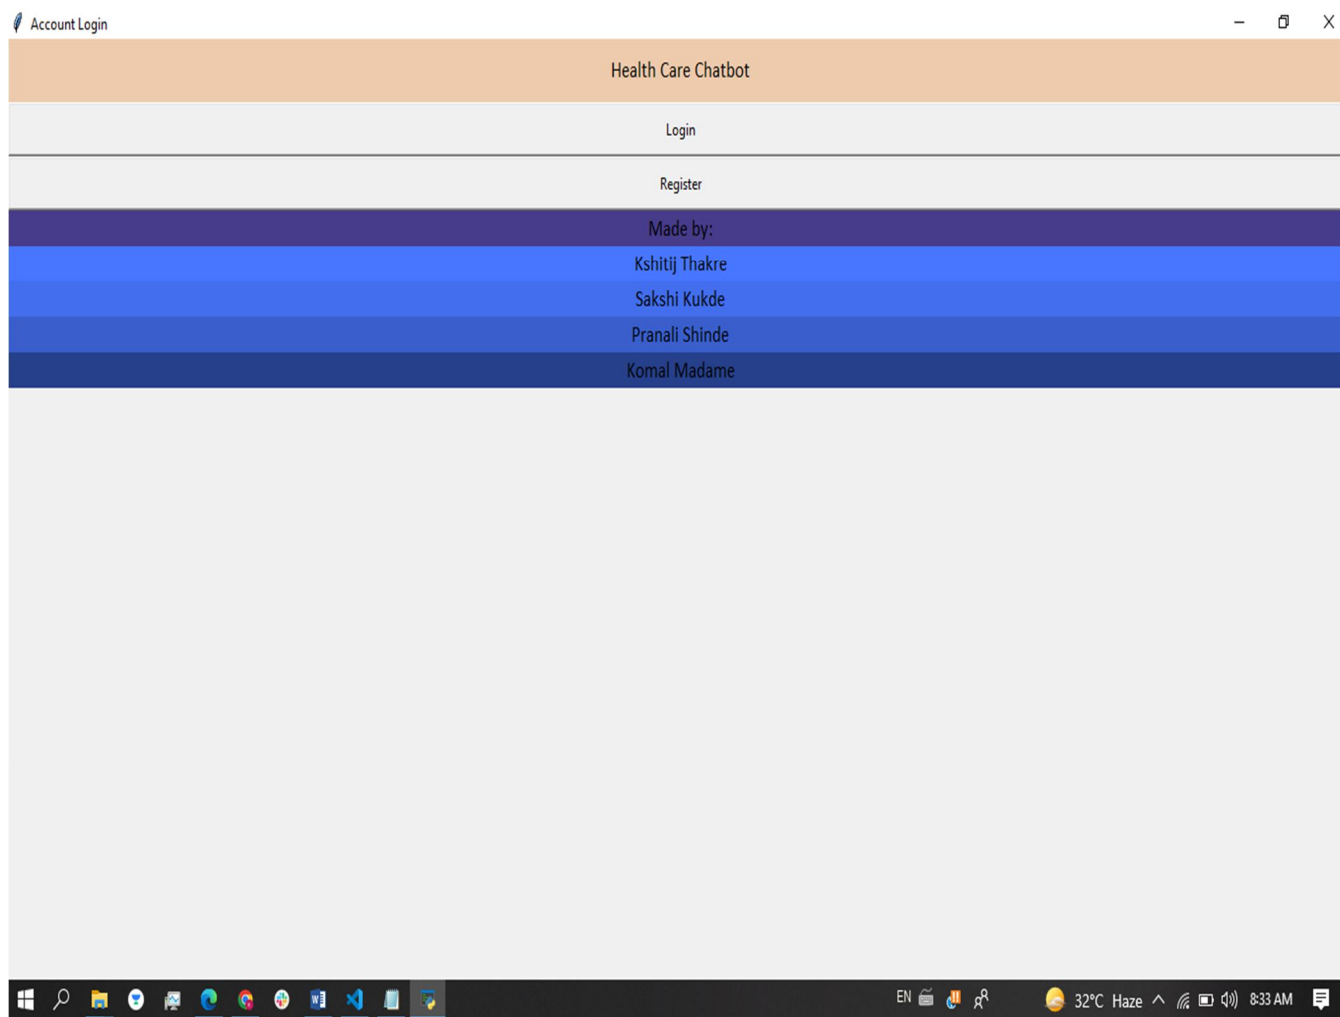 Account Login
Health Care Chatbot
Login
Register
Made by:
Kshitij Thakre
Sakshi Kukde
Pranali Shinde
Komal Madame
EN 32°C Haze 8:33 AM